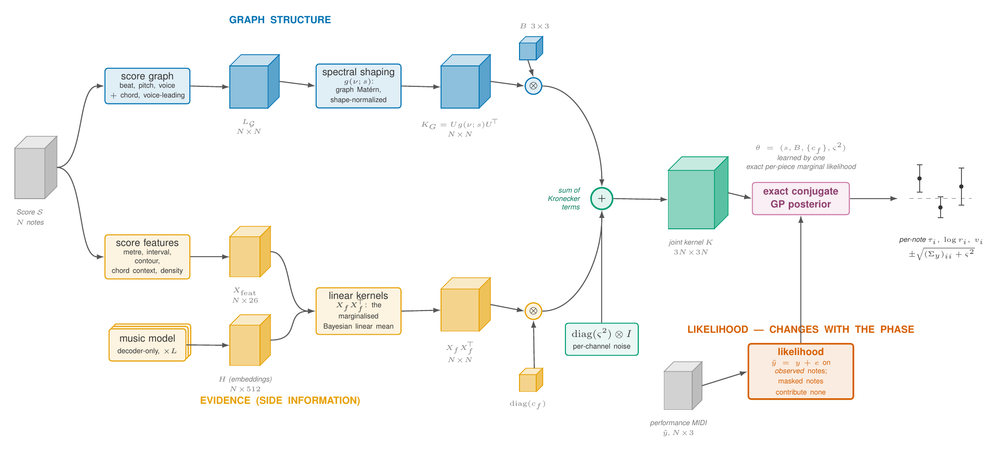 GRAPH STRUCTURE
B 3×3
score graph
beat, pitch, voice
+ chord, voice-leading
spectral shaping
g(ν; s):
graph Matérn,
shape-normalized
⊗
L_𝒢
N×N
K_G = U g(ν; s)U^⊤
N×N
Score 𝒮
N notes
sum of
Kronecker
terms
+
θ = (s, B, {c_f}, ς²)
learned by one
exact per-piece marginal likelihood
exact conjugate
GP posterior
joint kernel K
3N×3N
per-note τ_i, log r_i, v_i
±√(Σ_y)_{ii} + ς²
score features
metre, interval,
contour,
chord context, density
X_feat
N×26
linear kernels
X_f X_f^⊤: the
marginalised
Bayesian linear mean
music model
decoder-only, ×L
H (embeddings)
N×512
EVIDENCE (SIDE INFORMATION)
X_f X_f^⊤
N×N
⊗
diag(c_f)
diag(ς²) ⊗ I
per-channel noise
LIKELIHOOD — CHANGES WITH THE PHASE
likelihood
ỹ = y + e on
observed notes;
masked notes
contribute none
performance MIDI
ỹ, N×3